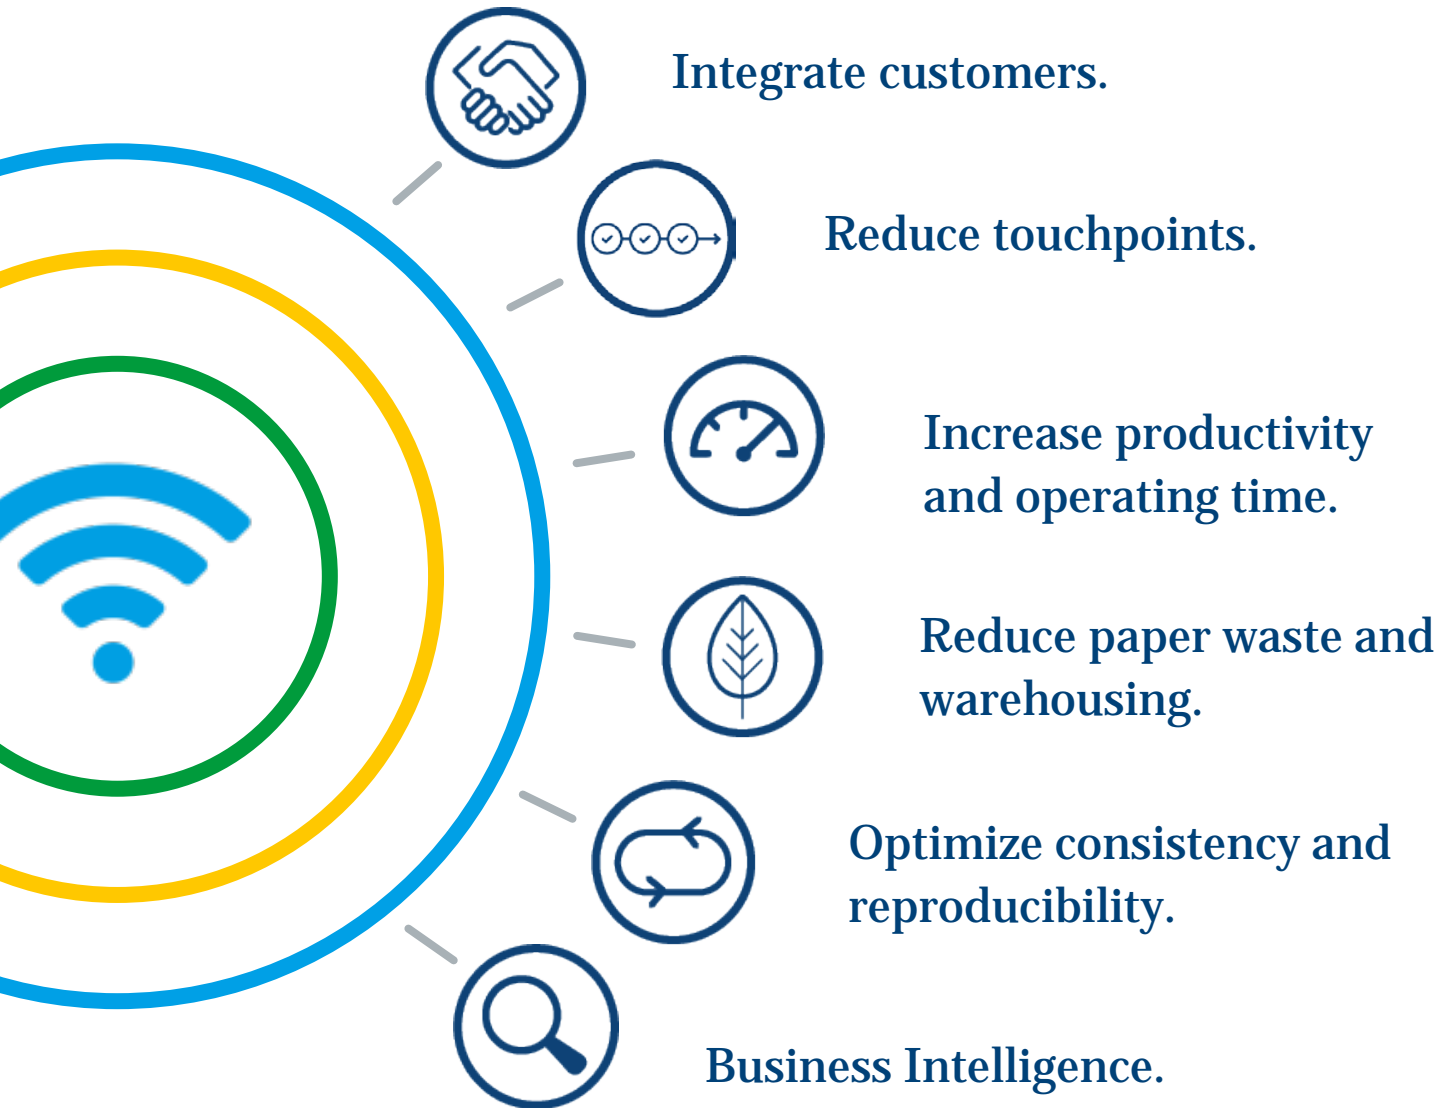 Integrate customers.
Reduce touchpoints.
Increase productivity
and operating time.
Reduce paper waste and
warehousing.
Optimize consistency and
reproducibility.
Business Intelligence.